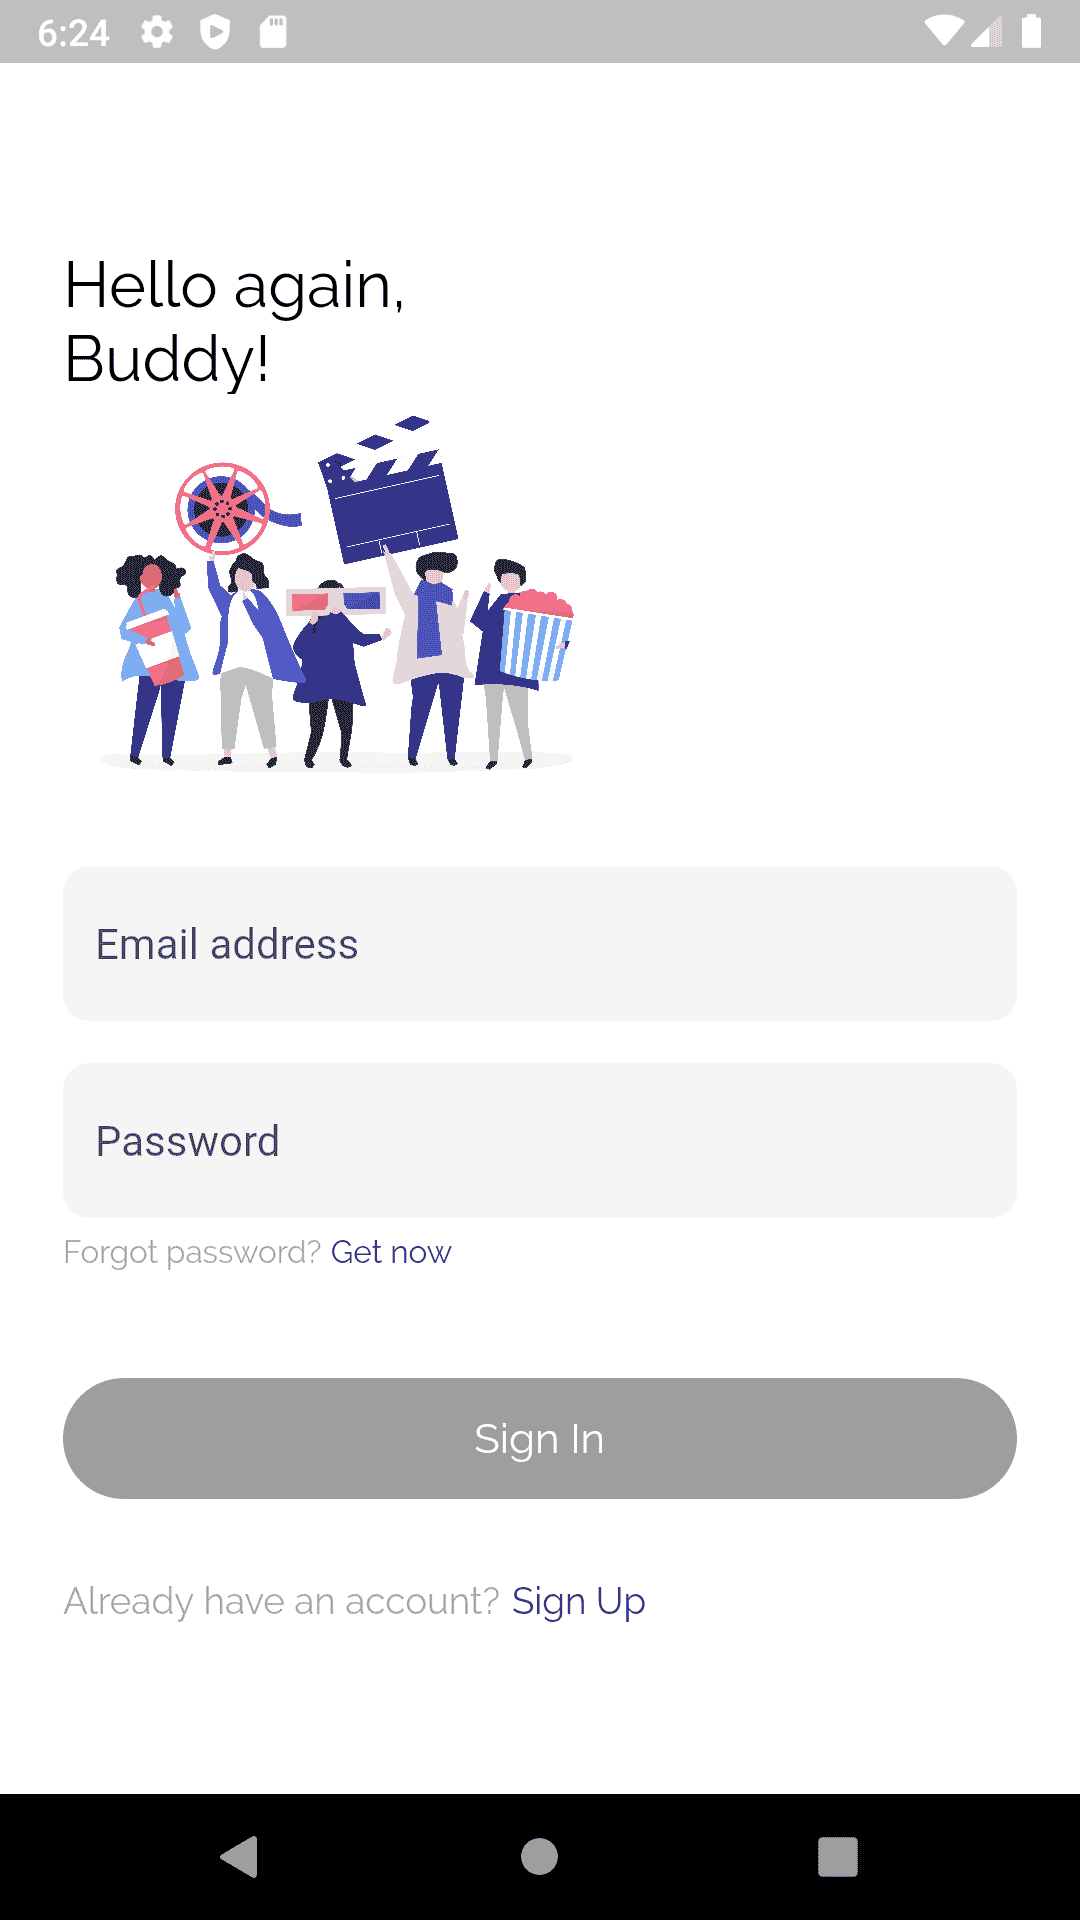 6:24
Hello again,
Buddy!
Email address
Password
Forgot password? Get now
Sign In
Already have an account? Sign Up